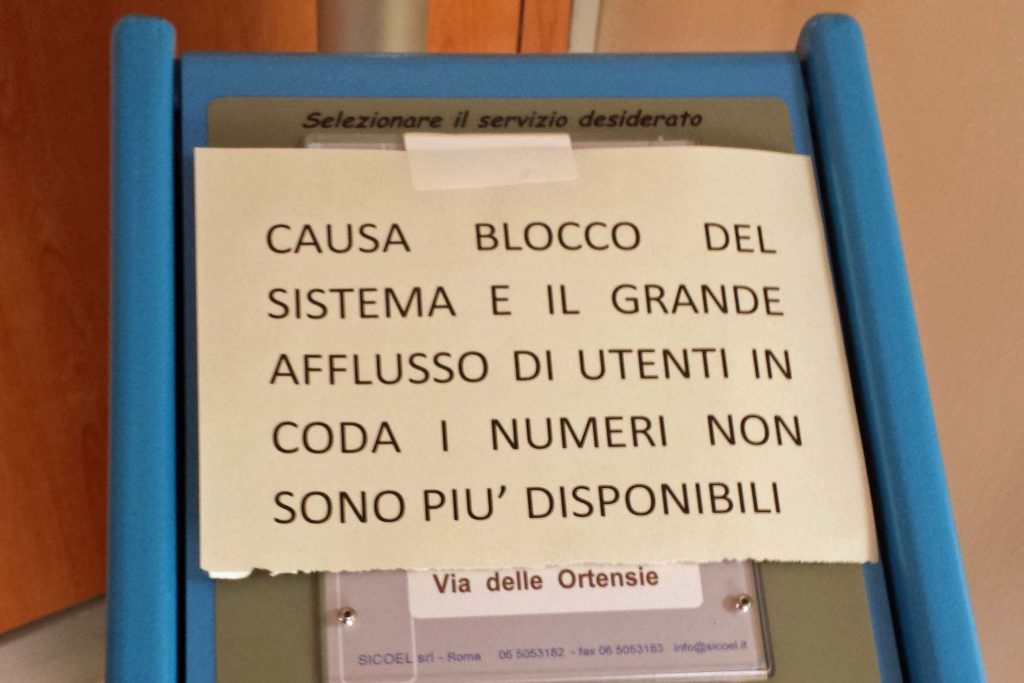 Selezionare il servizio desiderato
CAUSA BLOCCO DEL
SISTEMA E IL GRANDE
AFFLUSSO DI UTENTI IN
CODA I NUMERI NON
SONO PIU’ DISPONIBILI
Via delle Ortensie
SICOEL srl - Roma 06 5053182 - fax 06 5053183 info@sicoel.it